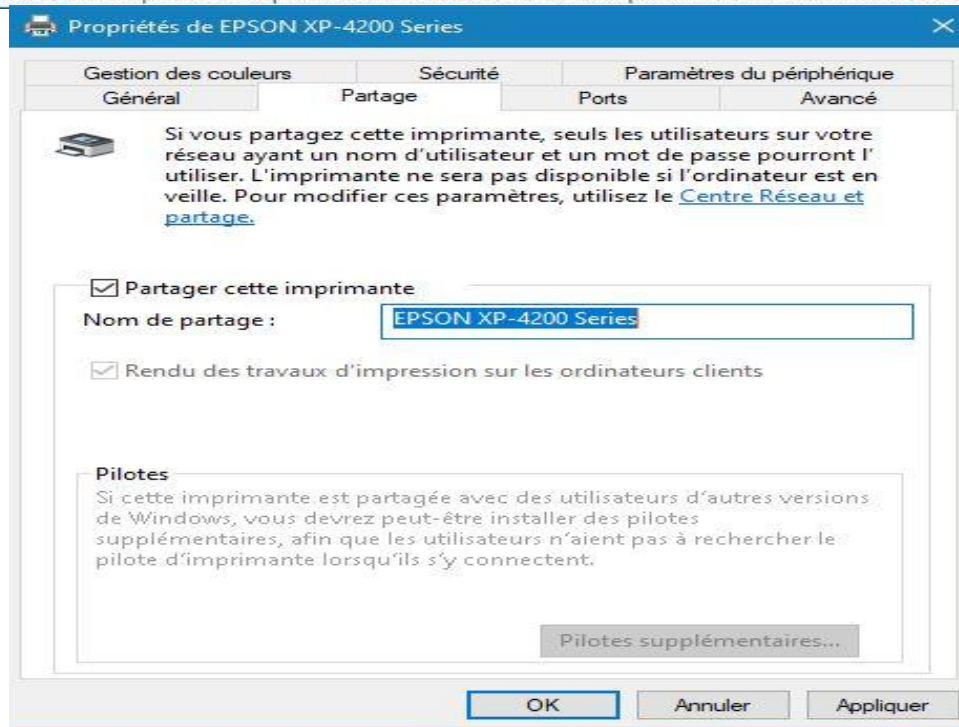 Propriétés de EPSON XP-4200 Series
Gestion des couleurs Sécurité Paramètres du périphérique
Général Partage Ports Avancé
Si vous partagez cette imprimante, seuls les utilisateurs sur votre
réseau ayant un nom d’utilisateur et un mot de passe pourront l’
utiliser. L'imprimante ne sera pas disponible si l’ordinateur est en
veille. Pour modifier ces paramètres, utilisez le Centre Réseau et
partage.
Partager cette imprimante
Nom de partage :
EPSON XP-4200 Series
Rendu des travaux d’impression sur les ordinateurs clients
Pilotes
Si cette imprimante est partagée avec des utilisateurs d’autres versions
de Windows, vous devrez peut-être installer des pilotes
supplémentaires, afin que les utilisateurs n’aient pas à rechercher le
pilote d’imprimante lorsqu’ils s’y connectent.
Pilotes supplémentaires...
OK Annuler Appliquer